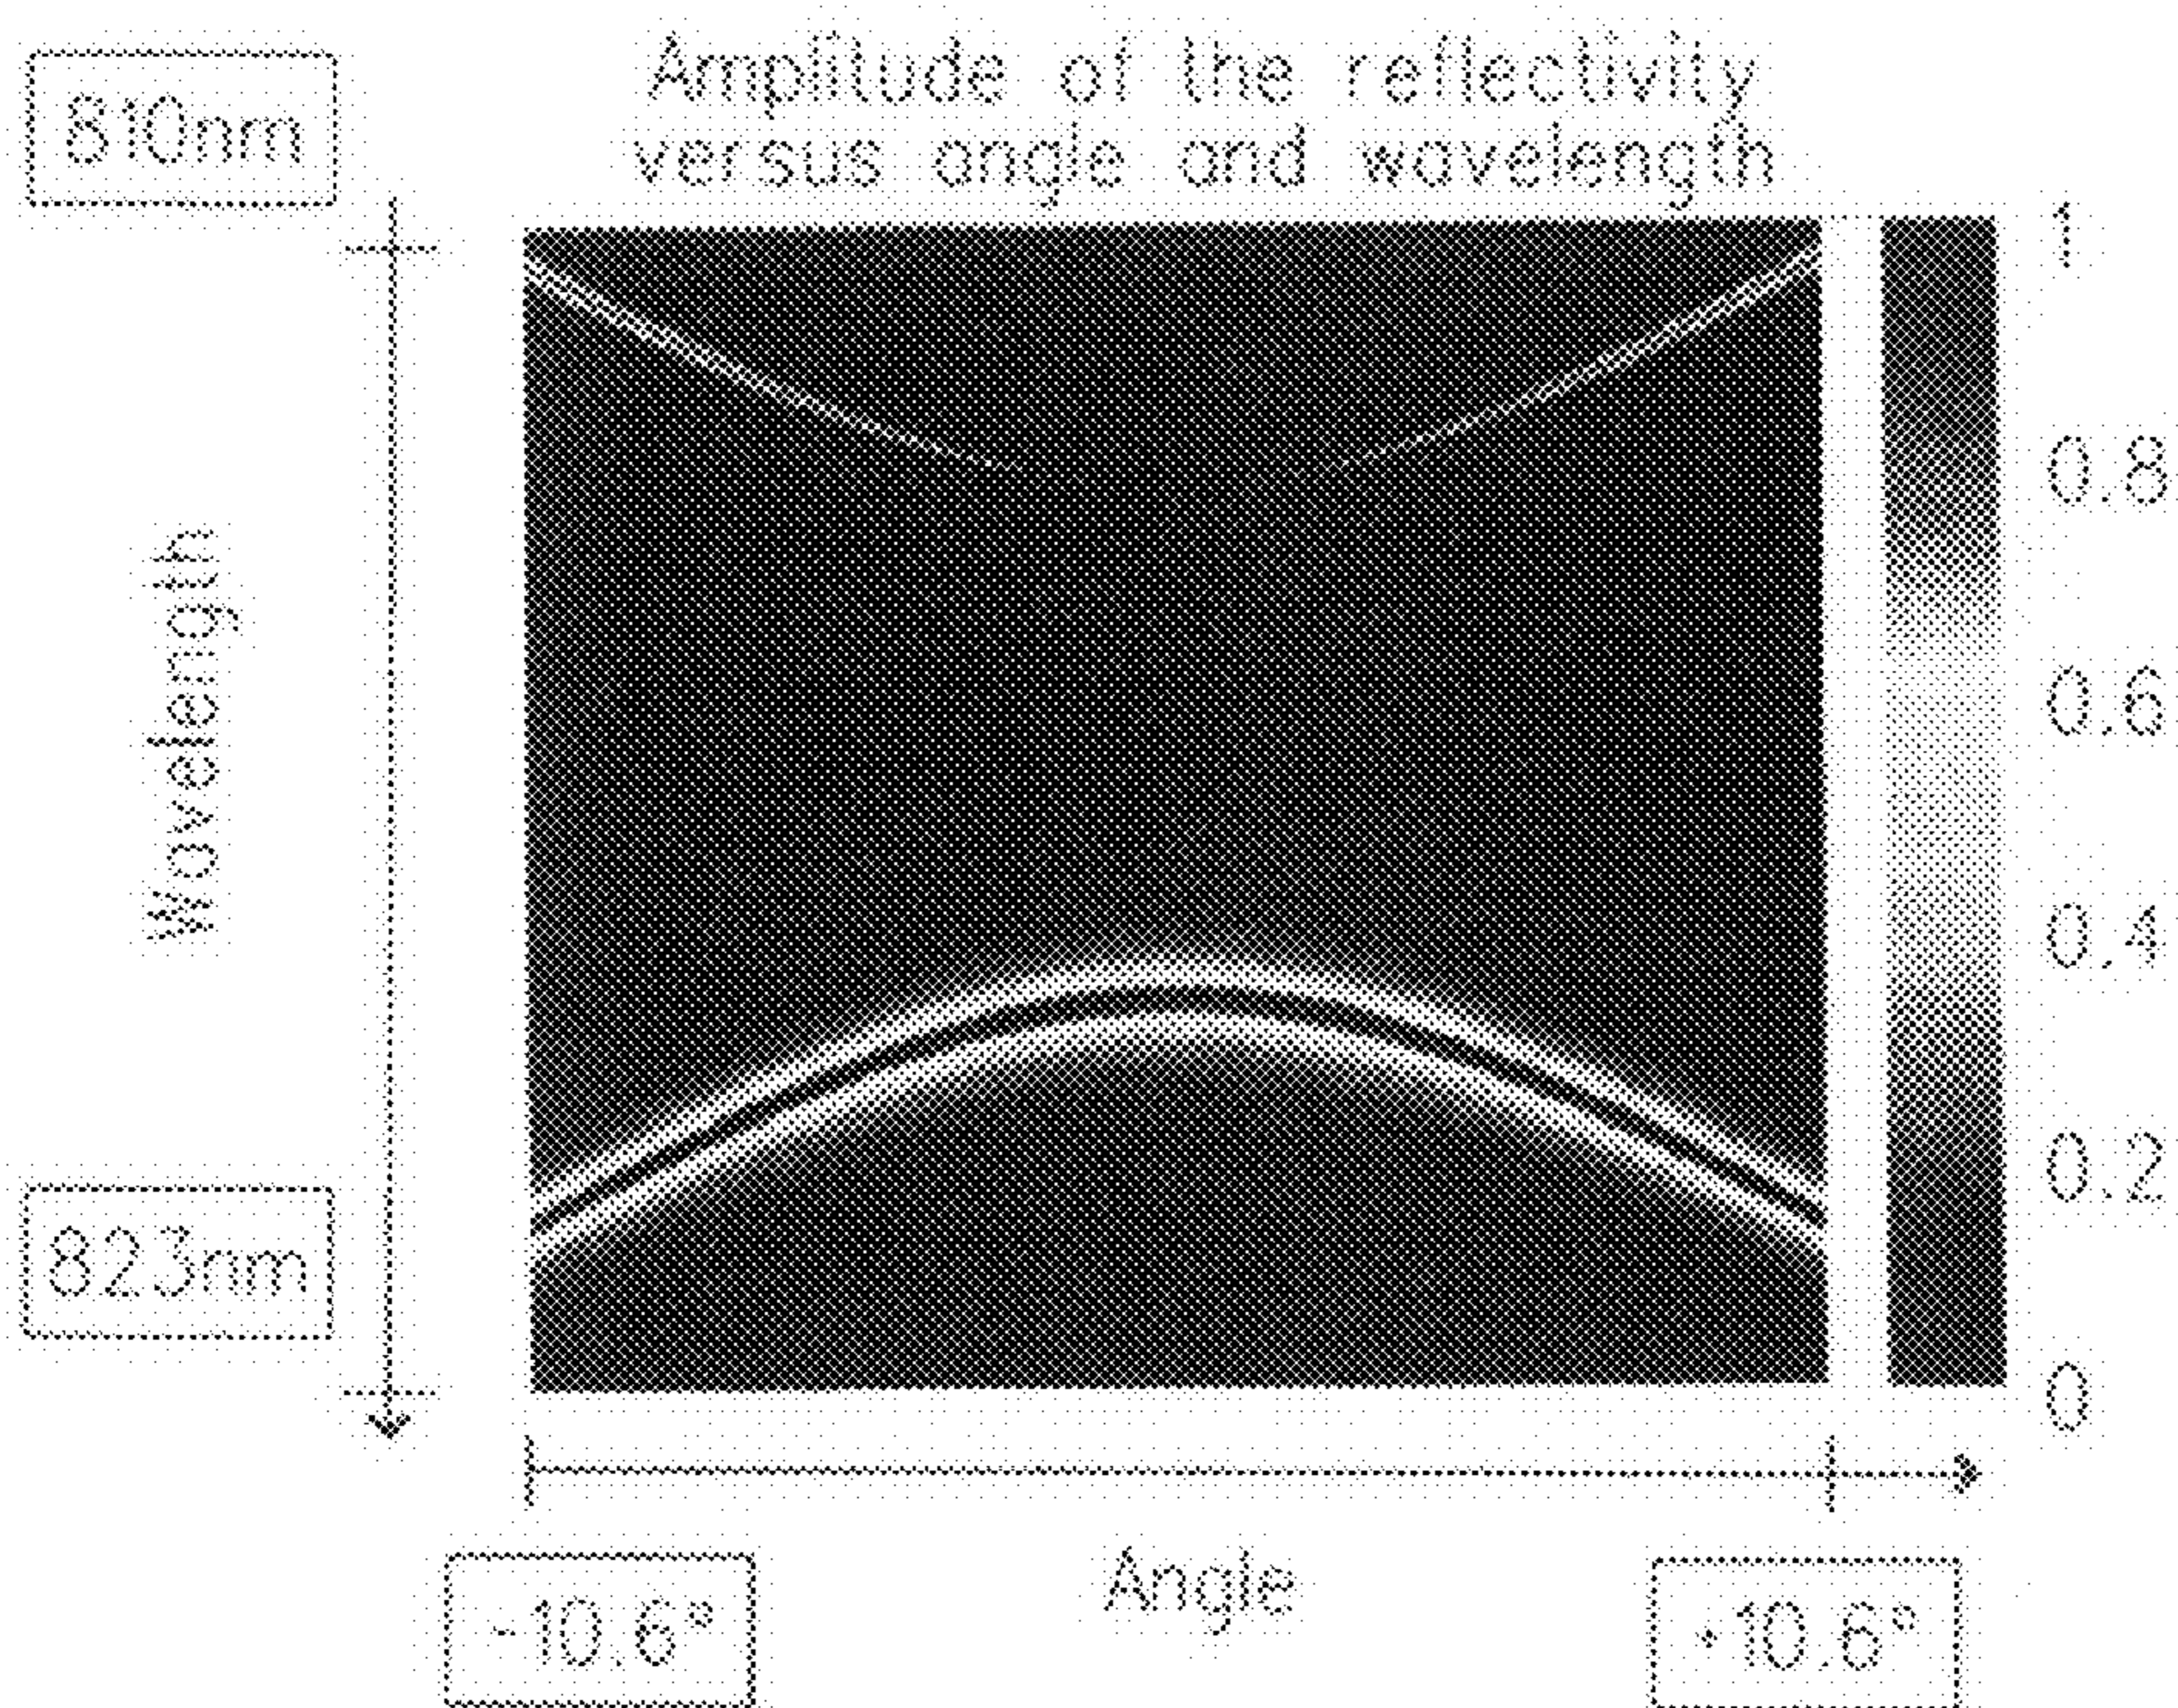 810nm
Amplitude of the reflectivity
versus angle and wavelength
1
0.8
0.6
0.4
0.2
0
Wavelength
823nm
Angle
-10.6°
+10.6°